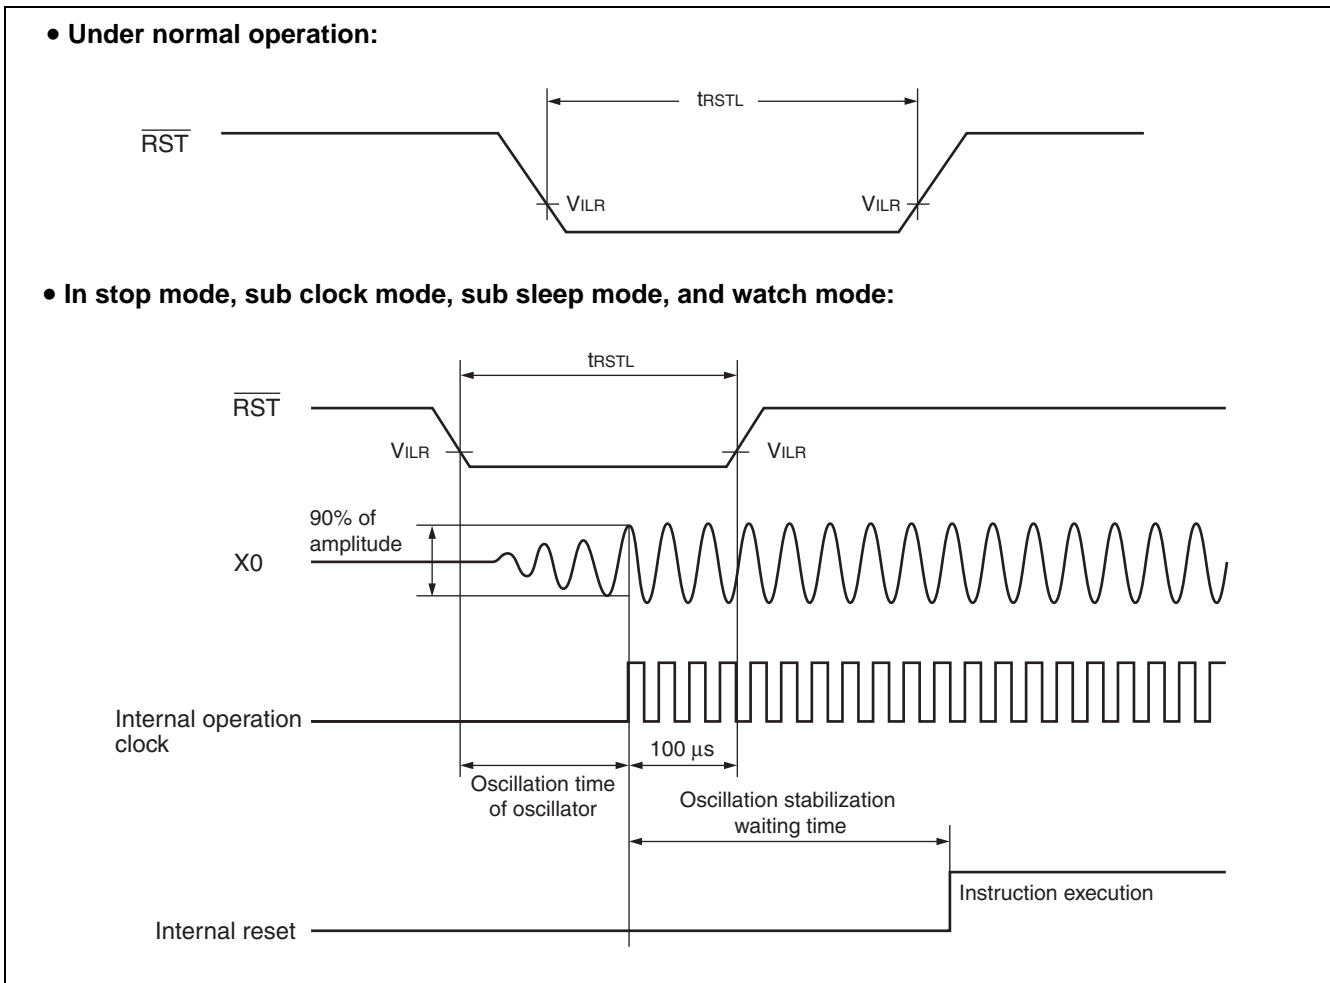 • Under normal operation:
tRSTL
RST
VILR VILR
• In stop mode, sub clock mode, sub sleep mode, and watch mode:
tRSTL
RST
VILR VILR
90% of
amplitude
X0
Internal operation
clock
100 μs
Oscillation time
of oscillator
Oscillation stabilization
waiting time
Instruction execution
Internal reset